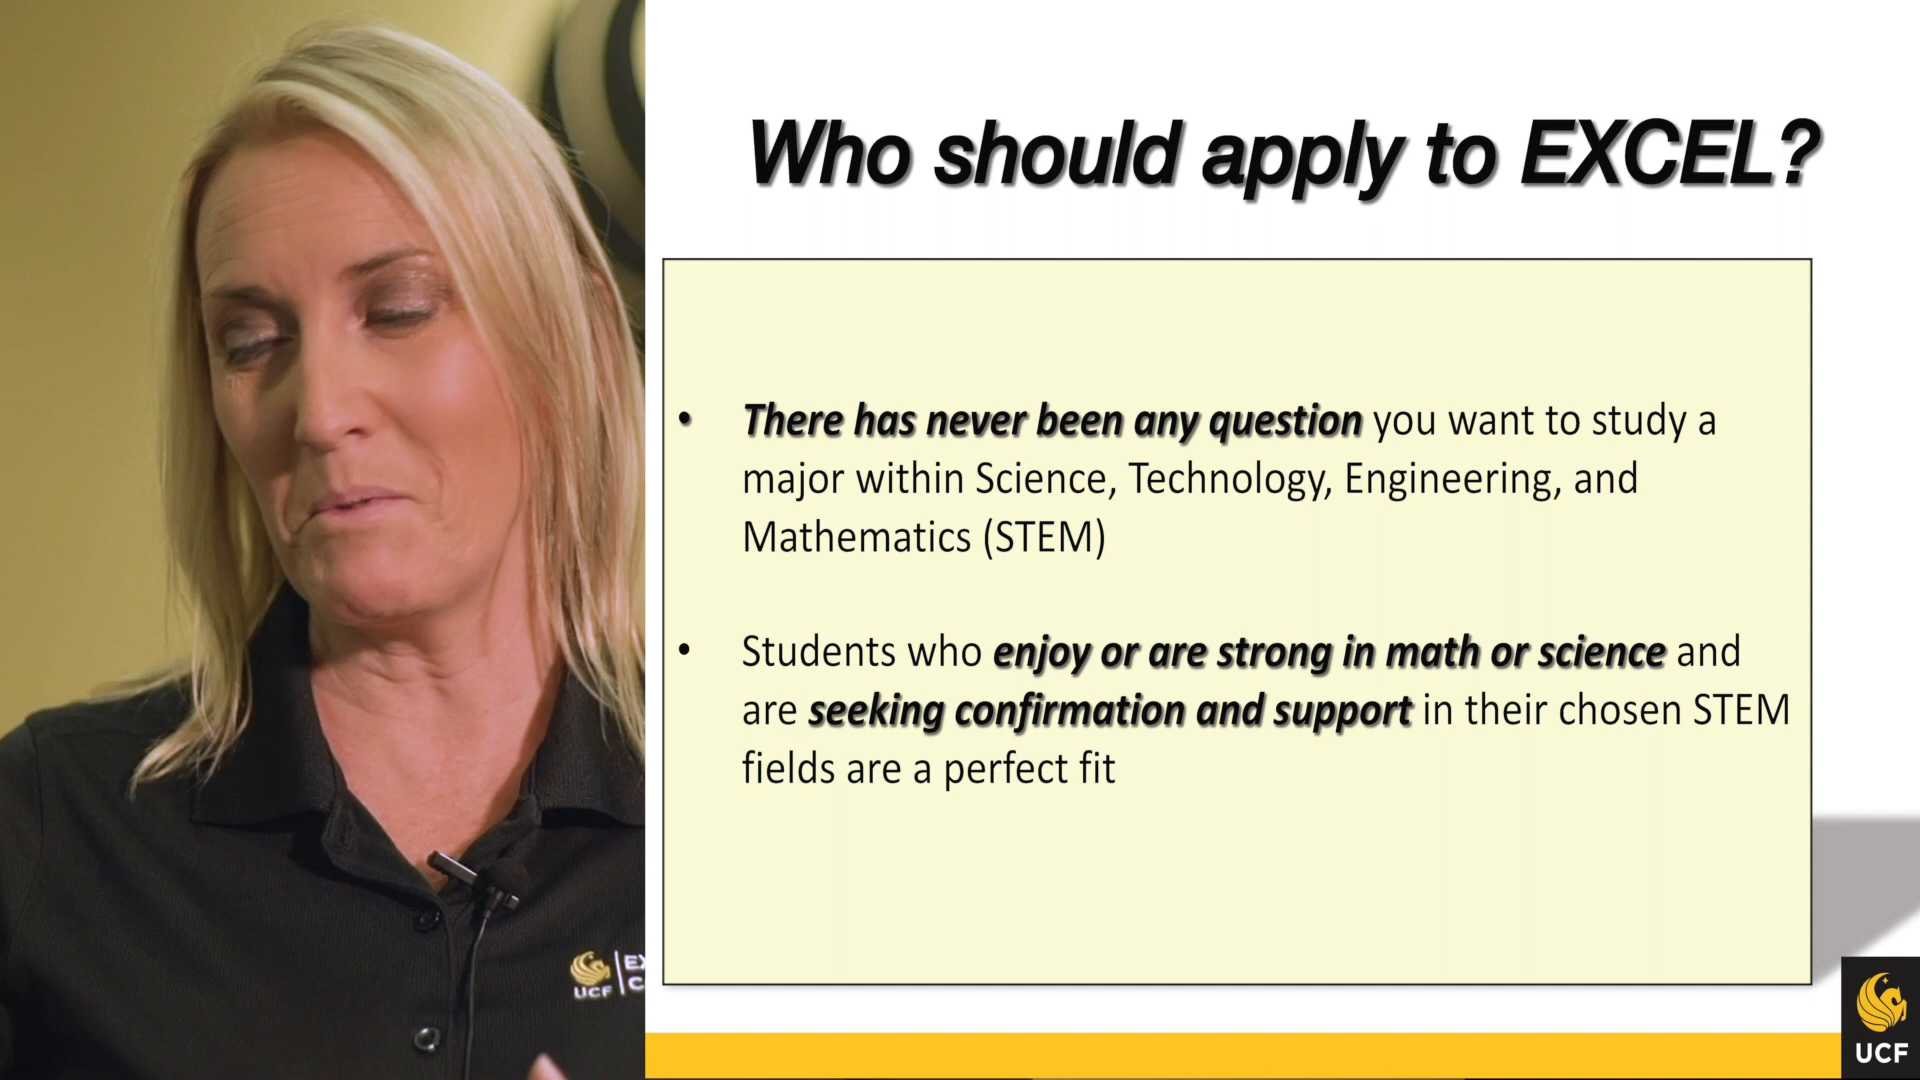 Who should apply to EXCEL?
• There has never been any question you want to study a
major within Science, Technology, Engineering, and
Mathematics (STEM)
• Students who enjoy or are strong in math or science and
are seeking confirmation and support in their chosen STEM
fields are a perfect fit
UCF
UCF